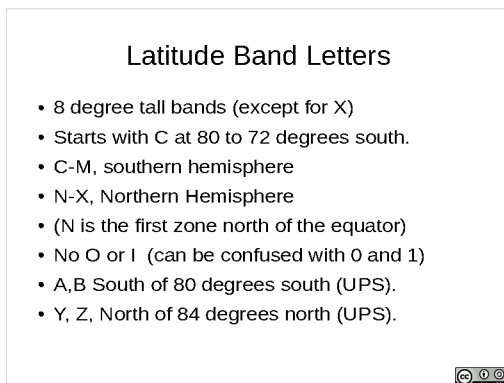 Latitude Band Letters
• 8 degree tall bands (except for X)
• Starts with C at 80 to 72 degrees south.
• C-M, southern hemisphere
• N-X, Northern Hemisphere
• (N is the first zone north of the equator)
• No O or I  (can be confused with 0 and 1)
• A,B South of 80 degrees south (UPS).
• Y, Z, North of 84 degrees north (UPS).
cc